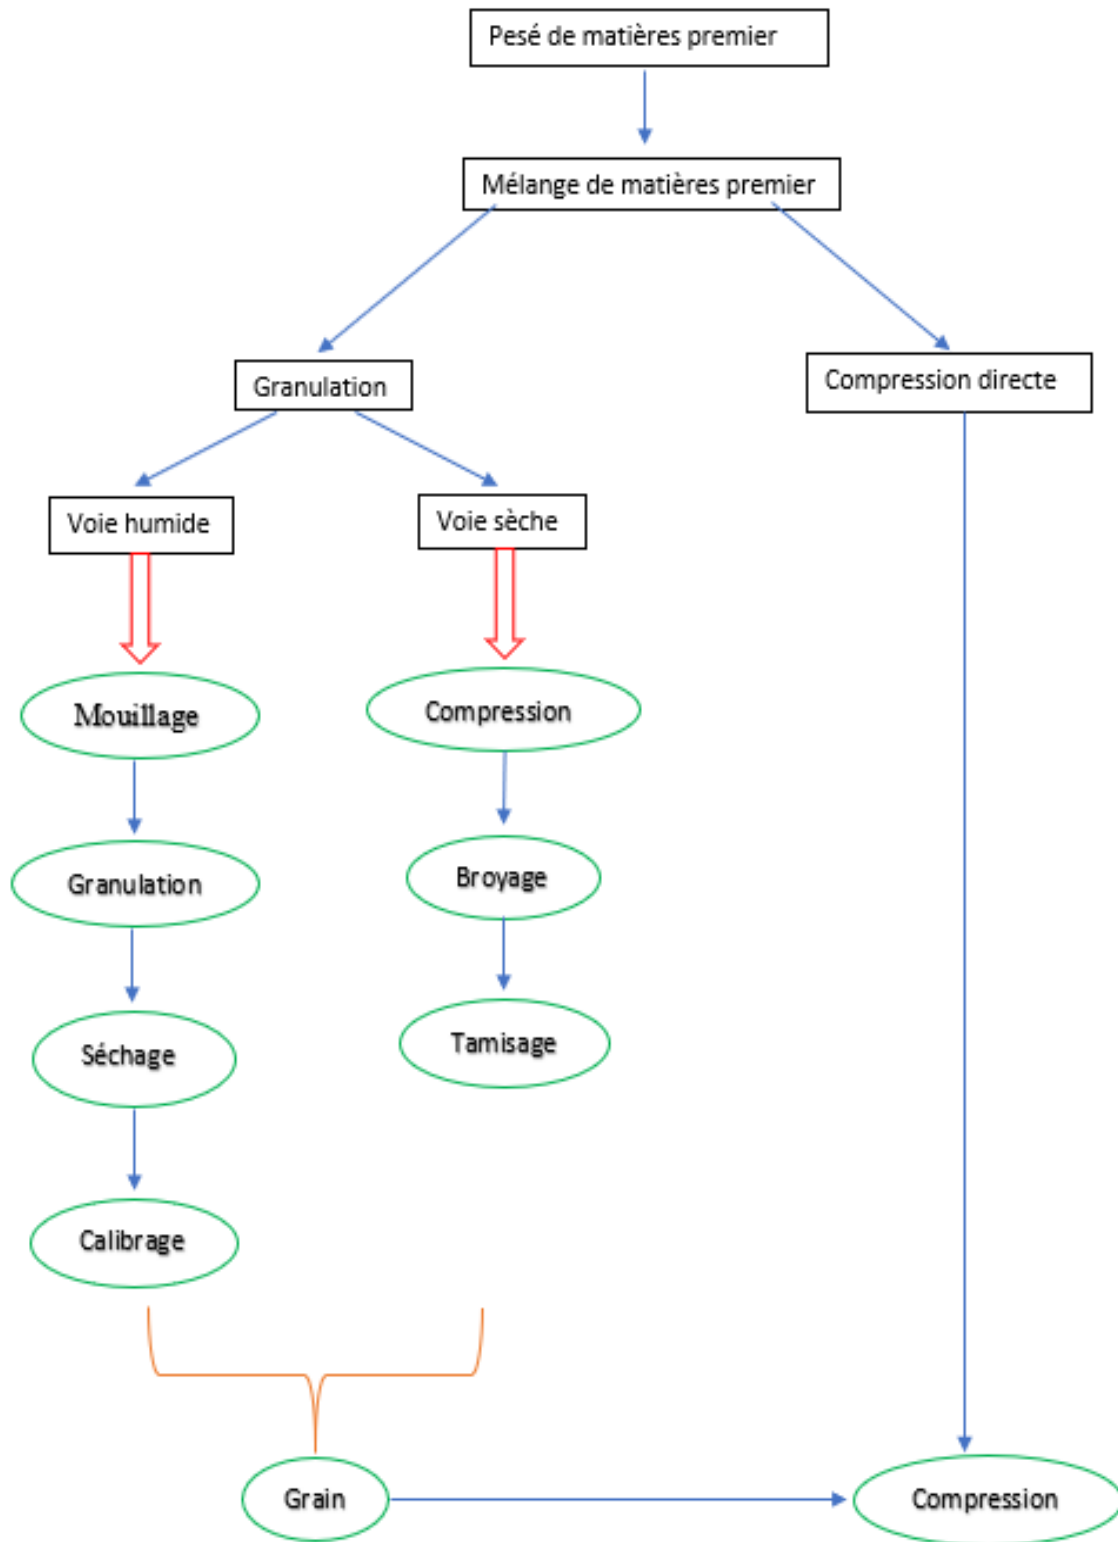 Pesé de matières premier
Mélange de matières premier
Granulation
Compression directe
Voie humide
Voie sèche
Mouillage
Compression
Granulation
Broyage
Séchage
Tamisage
Calibrage
Grain
Compression